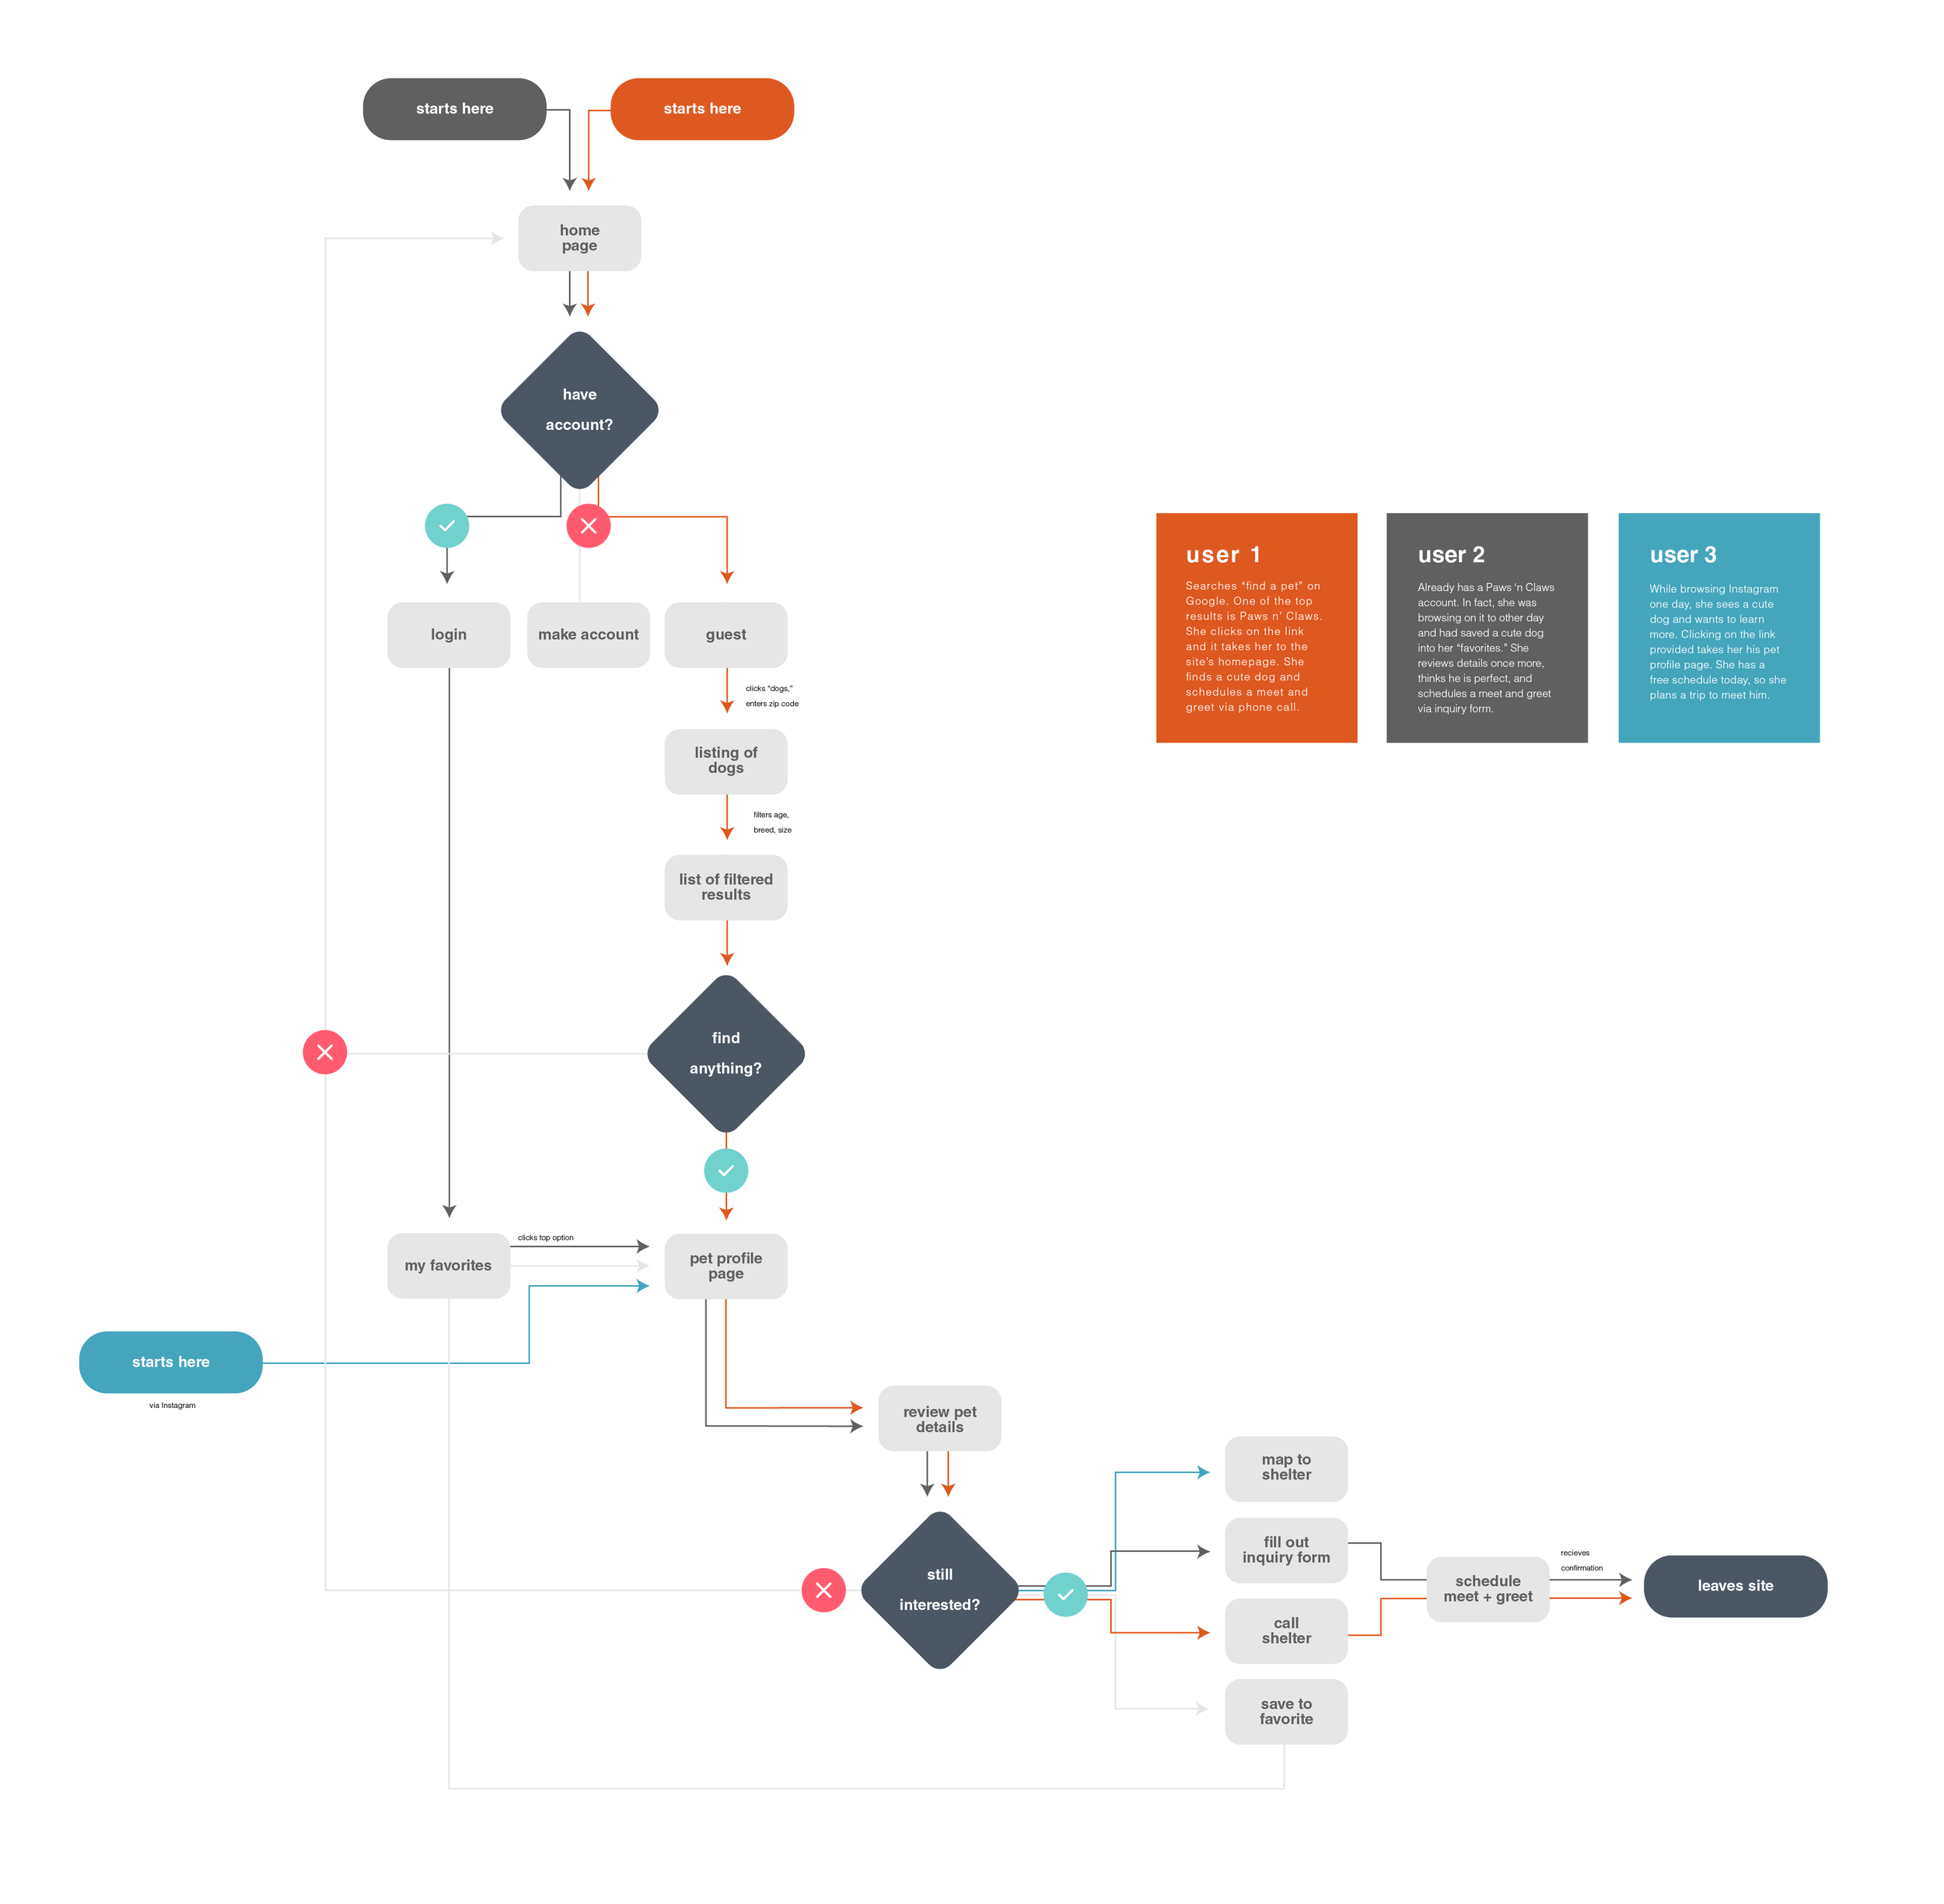 starts here
starts here
home
page
have
account?
login
make account
guest
clicks “dogs,”
enters zip code
listing of
dogs
filters age,
breed, size
list of filtered
results
find
anything?
my favorites
clicks top option
pet profile
page
starts here
via Instagram
review pet
details
still
interested?
map to
shelter
fill out
inquiry form
call
shelter
save to
favorite
schedule
meet + greet
recieves
confirmation
leaves site
user 1
Searches “find a pet” on
Google. One of the top
results is Paws n’ Claws.
She clicks on the link
and it takes her to the
site’s homepage. She
finds a cute dog and
schedules a meet and
greet via phone call.
user 2
Already has a Paws ‘n Claws
account. In fact, she was
browsing on it to other day
and had saved a cute dog
into her “favorites.” She
reviews details once more,
thinks he is perfect, and
schedules a meet and greet
via inquiry form.
user 3
While browsing Instagram
one day, she sees a cute
dog and wants to learn
more. Clicking on the link
provided takes her his pet
profile page. She has a
free schedule today, so she
plans a trip to meet him.